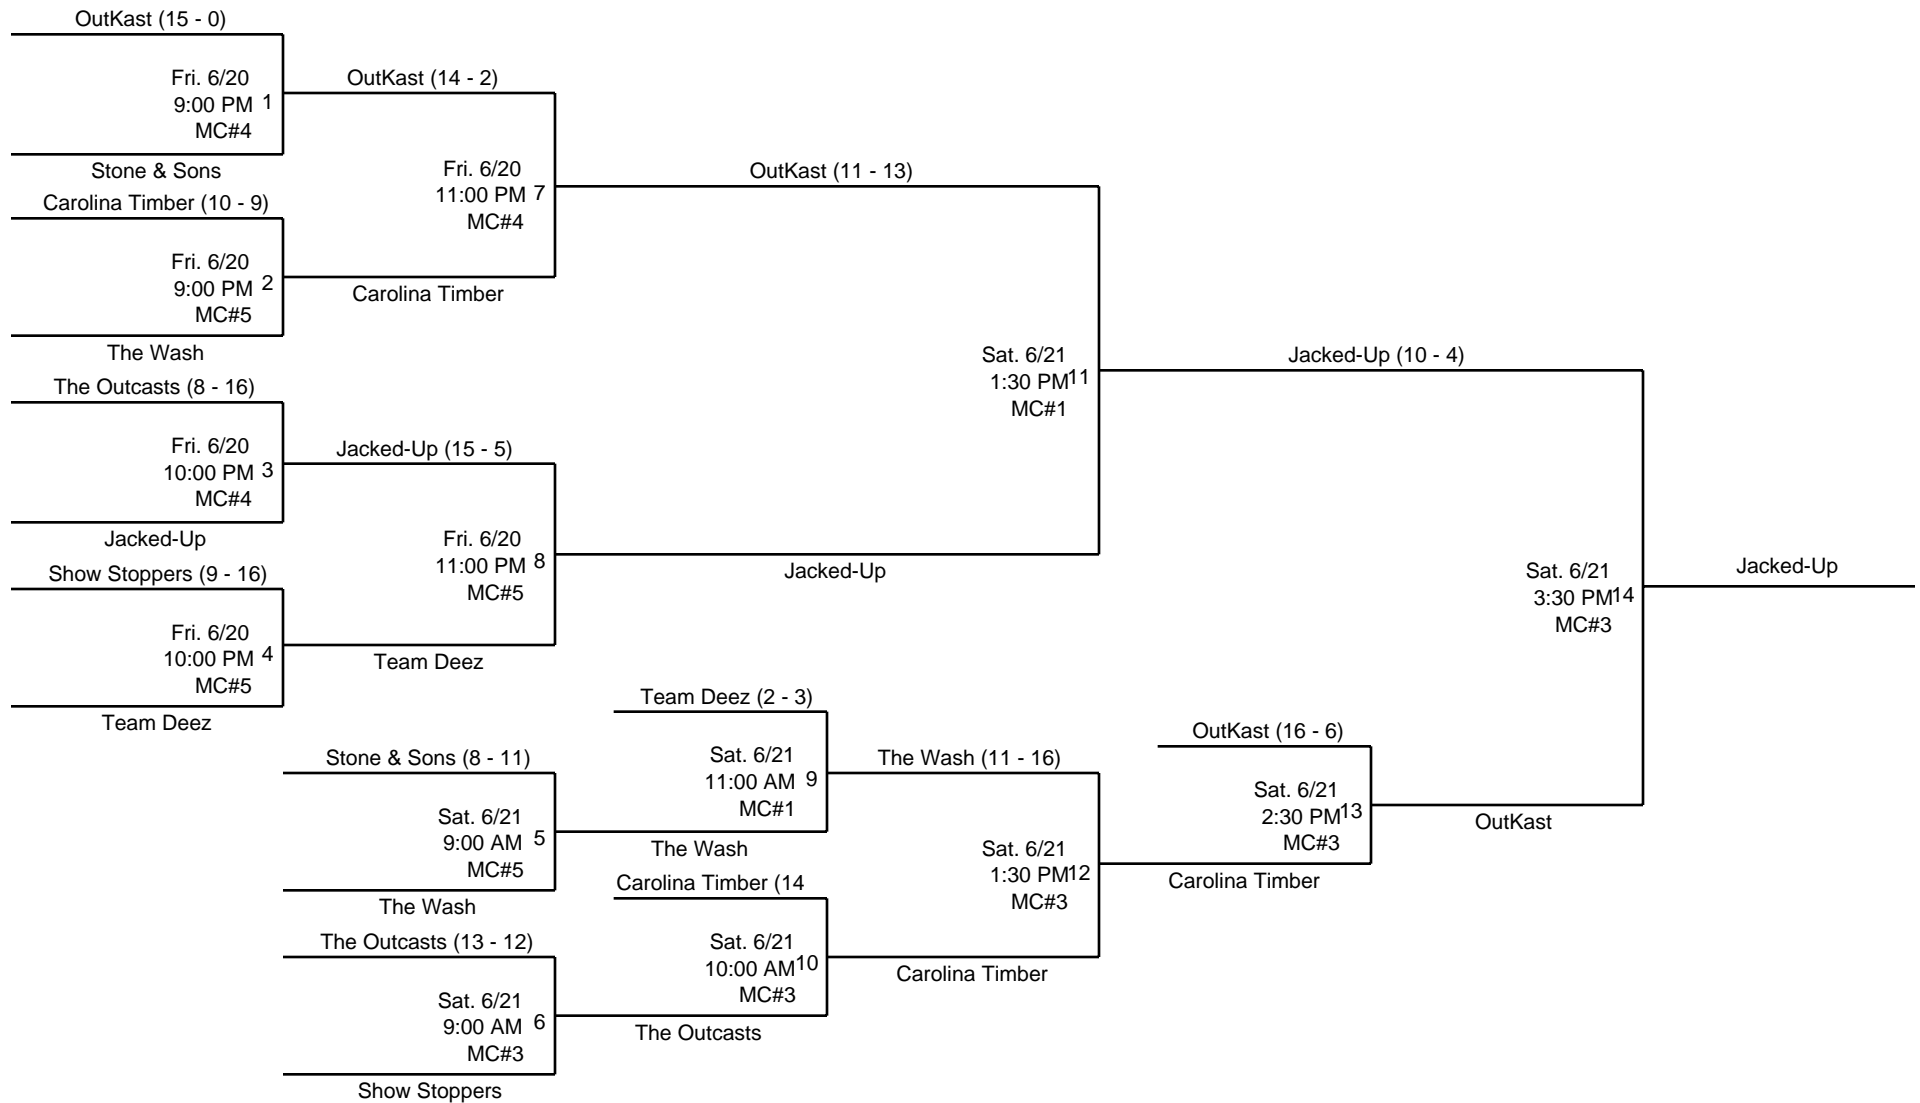 OutKast (15 - 0)
Fri. 6/20
9:00 PM 1
MC#4
Stone & Sons
Carolina Timber (10 - 9)
Fri. 6/20
9:00 PM 2
MC#5
The Wash
The Outcasts (8 - 16)
Fri. 6/20
10:00 PM 3
MC#4
Jacked-Up
Show Stoppers (9 - 16)
Fri. 6/20
10:00 PM 4
MC#5
Team Deez
OutKast (14 - 2)
Fri. 6/20
11:00 PM 7
MC#4
Carolina Timber
Jacked-Up (15 - 5)
Fri. 6/20
11:00 PM 8
MC#5
Team Deez
Stone & Sons (8 - 11)
Sat. 6/21
9:00 AM 5
MC#5
The Wash
The Outcasts (13 - 12)
Sat. 6/21
9:00 AM 6
MC#3
Show Stoppers
Team Deez (2 - 3)
Sat. 6/21
11:00 AM 9
MC#1
The Wash
Carolina Timber (14
Sat. 6/21
10:00 AM 10
MC#3
The Outcasts
OutKast (11 - 13)
Sat. 6/21
1:30 PM 11
MC#1
Jacked-Up
The Wash (11 - 16)
Sat. 6/21
1:30 PM 12
MC#3
Carolina Timber
OutKast (16 - 6)
Sat. 6/21
2:30 PM 13
MC#3
Carolina Timber
Jacked-Up (10 - 4)
Sat. 6/21
3:30 PM 14
MC#3
OutKast
Jacked-Up